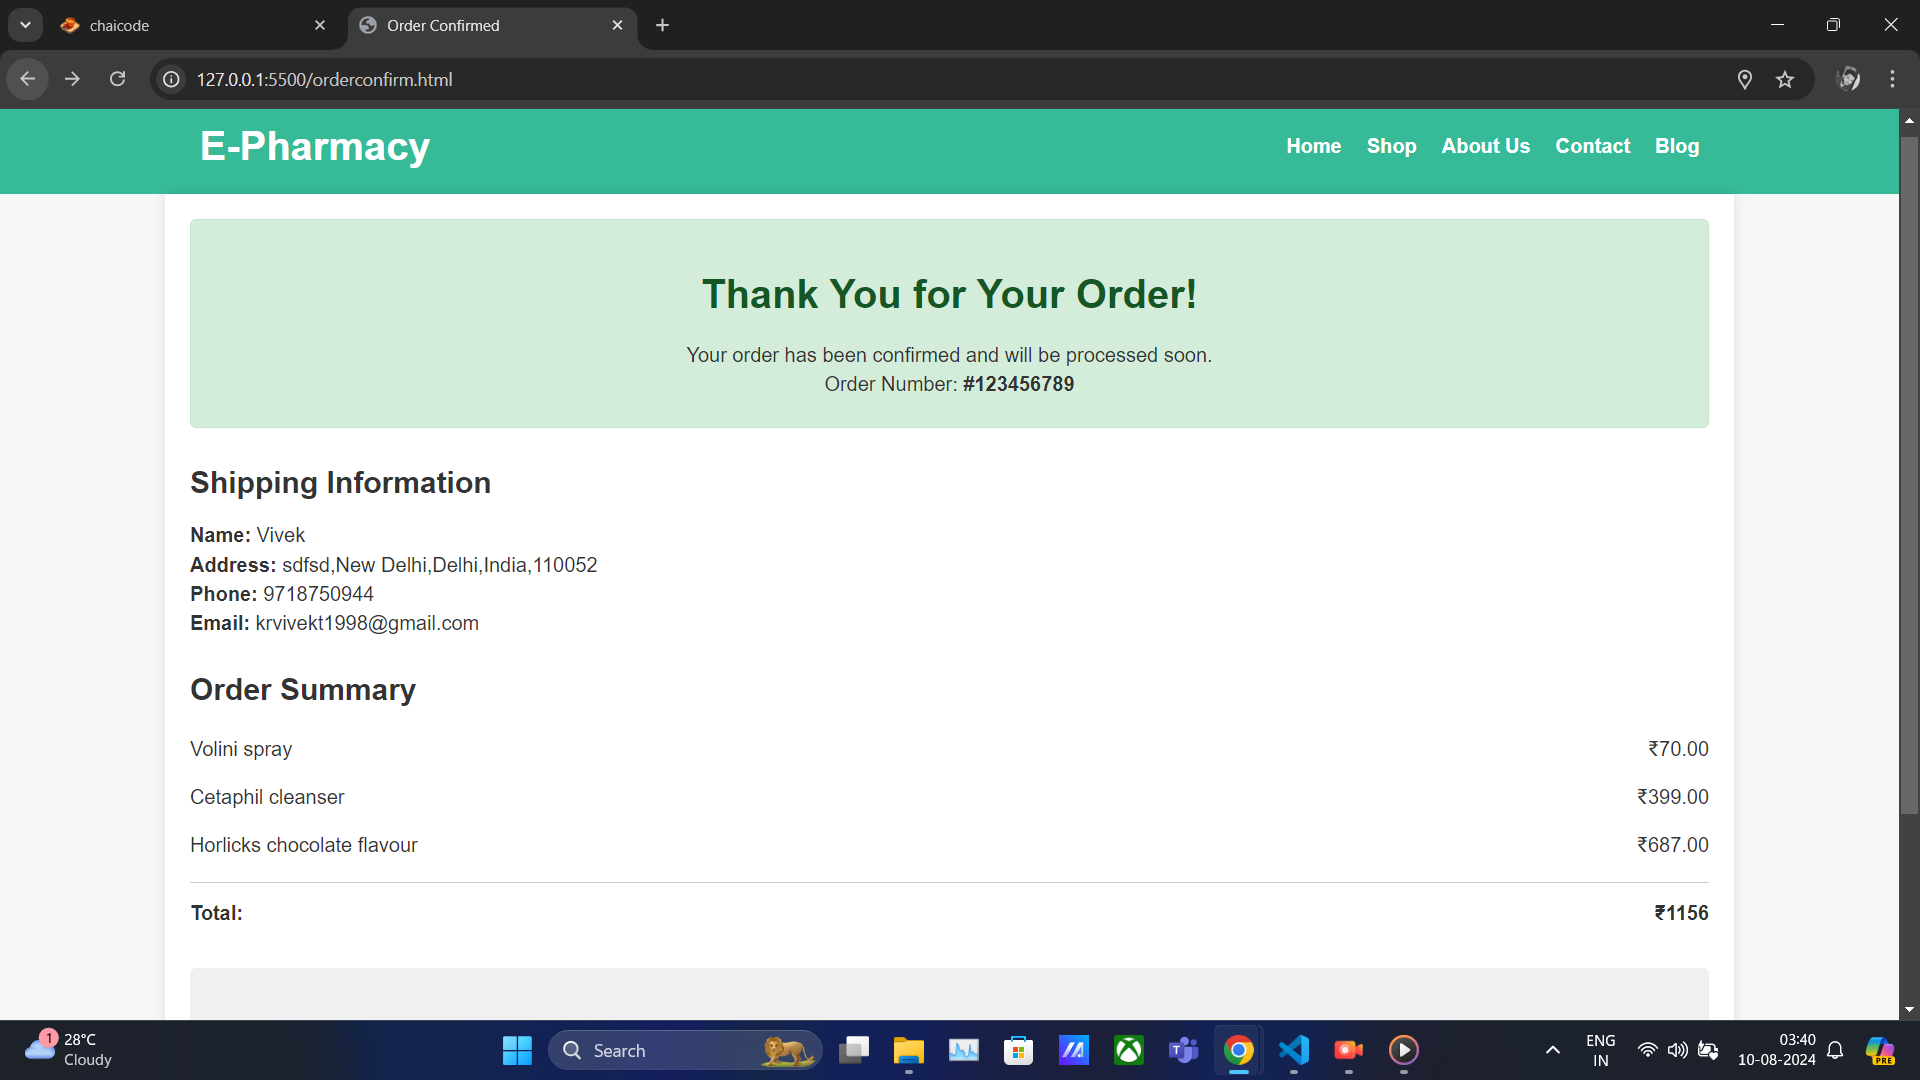 chaicode
Order Confirmed
127.0.0.1:5500/orderconfirm.html
E-Pharmacy
Home Shop About Us Contact Blog
Thank You for Your Order!
Your order has been confirmed and will be processed soon.
Order Number: #123456789
Shipping Information
Name: Vivek
Address: sdfsd,New Delhi,Delhi,India,110052
Phone: 9718750944
Email: krvivekt1998@gmail.com
Order Summary
Volini spray ₹70.00
Cetaphil cleanser ₹399.00
Horlicks chocolate flavour ₹687.00
Total: ₹1156
1
28°C
Cloudy
Search
T
ENG
IN
03:40
10-08-2024
PRE